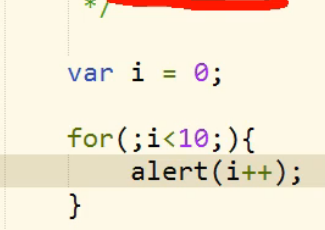 */
var i = 0;
for(;i<10;){
alert(i++);
}